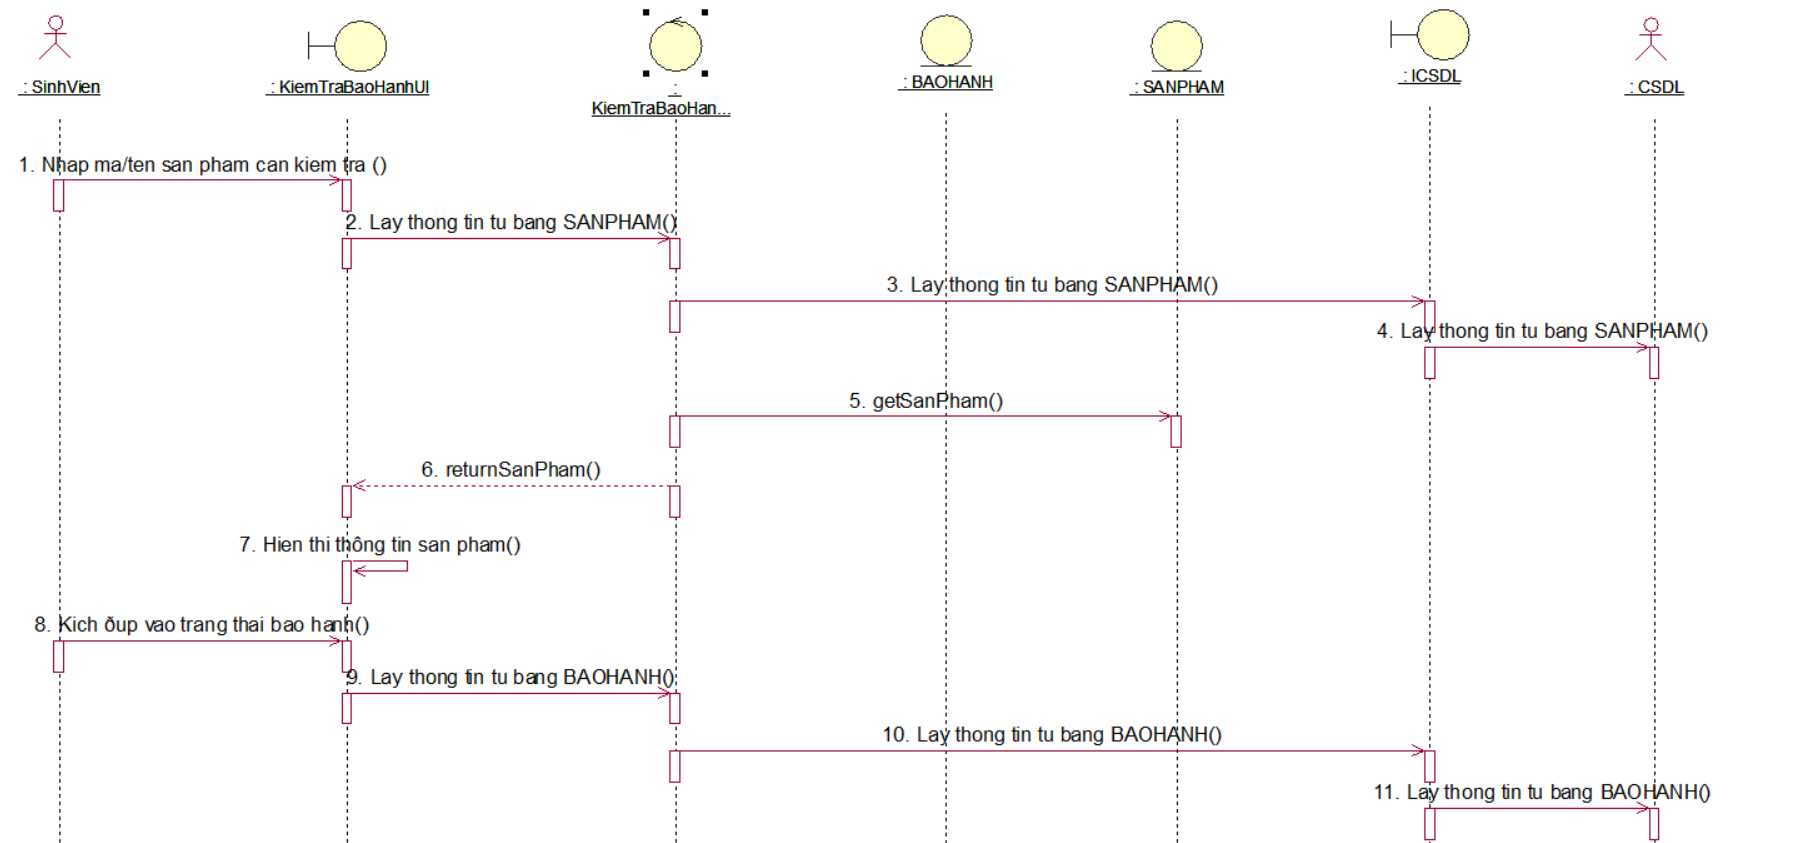 : SinhVien
: KiemTraBaoHanhUI
:
KiemTraBaoHan...
: BAOHANH
: SANPHAM
: ICSDL
: CSDL
1. Nhap ma/ten san pham can kiem tra ()
2. Lay thong tin tu bang SANPHAM()
3. Lay thong tin tu bang SANPHAM()
4. Lay thong tin tu bang SANPHAM()
5. getSanPham()
6. returnSanPham()
7. Hien thi thông tin san pham()
8. Kich ðup vao trang thai bao hanh()
9. Lay thong tin tu bang BAOHANH()
10. Lay thong tin tu bang BAOHANH()
11. Lay thong tin tu bang BAOHANH()